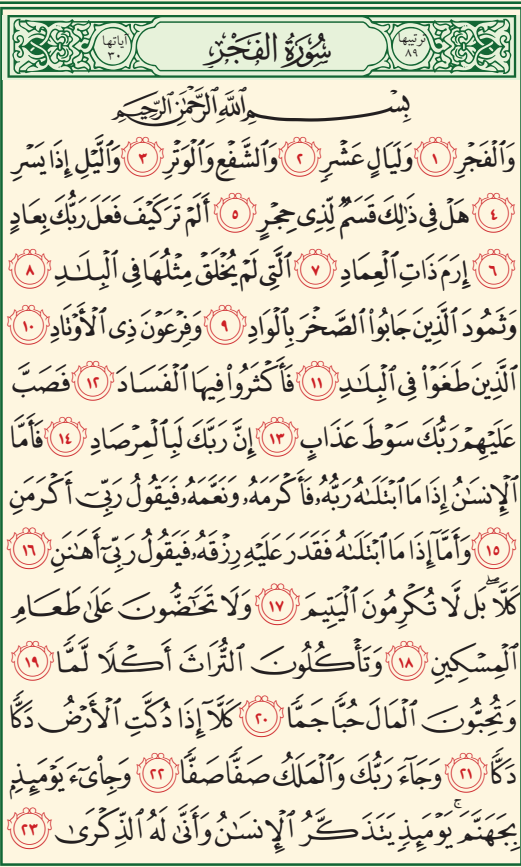 ترتيبها ٨٩ سُورَةُ الفَجْرِ آياتها ٣٠
بِسْمِ ٱللَّهِ ٱلرَّحْمَٰنِ ٱلرَّحِيمِ
وَٱلْفَجْرِ ١ وَلَيَالٍ عَشْرٍ ٢ وَٱلشَّفْعِ وَٱلْوَتْرِ ٣ وَٱلَّيْلِ إِذَا يَسْرِ
٤ هَلْ فِى ذَٰلِكَ قَسَمٌ لِّذِى حِجْرٍ ٥ أَلَمْ تَرَ كَيْفَ فَعَلَ رَبُّكَ بِعَادٍ
٦ إِرَمَ ذَاتِ ٱلْعِمَادِ ٧ ٱلَّتِى لَمْ يُخْلَقْ مِثْلُهَا فِى ٱلْبِلَٰدِ ٨
وَثَمُودَ ٱلَّذِينَ جَابُوا۟ ٱلصَّخْرَ بِٱلْوَادِ ٩ وَفِرْعَوْنَ ذِى ٱلْأَوْتَادِ ١٠
ٱلَّذِينَ طَغَوْا۟ فِى ٱلْبِلَٰدِ ١١ فَأَكْثَرُوا۟ فِيهَا ٱلْفَسَادَ ١٢ فَصَبَّ
عَلَيْهِمْ رَبُّكَ سَوْطَ عَذَابٍ ١٣ إِنَّ رَبَّكَ لَبِٱلْمِرْصَادِ ١٤ فَأَمَّا
ٱلْإِنسَٰنُ إِذَا مَا ٱبْتَلَىٰهُ رَبُّهُۥ فَأَكْرَمَهُۥ وَنَعَّمَهُۥ فَيَقُولُ رَبِّىٓ أَكْرَمَنِ
١٥ وَأَمَّآ إِذَا مَا ٱبْتَلَىٰهُ فَقَدَرَ عَلَيْهِ رِزْقَهُۥ فَيَقُولُ رَبِّىٓ أَهَٰنَنِ ١٦
كَلَّا ۖ بَل لَّا تُكْرِمُونَ ٱلْيَتِيمَ ١٧ وَلَا تَحَٰٓضُّونَ عَلَىٰ طَعَامِ
ٱلْمِسْكِينِ ١٨ وَتَأْكُلُونَ ٱلتُّرَاثَ أَكْلًا لَّمًّا ١٩
وَتُحِبُّونَ ٱلْمَالَ حُبًّا جَمًّا ٢٠ كَلَّآ إِذَا دُكَّتِ ٱلْأَرْضُ دَكًّا
دَكًّا ٢١ وَجَآءَ رَبُّكَ وَٱلْمَلَكُ صَفًّا صَفًّا ٢٢ وَجِا۟ىٓءَ يَوْمَئِذٍۭ
بِجَهَنَّمَ ۚ يَوْمَئِذٍ يَتَذَكَّرُ ٱلْإِنسَٰنُ وَأَنَّىٰ لَهُ ٱلذِّكْرَىٰ ٢٣